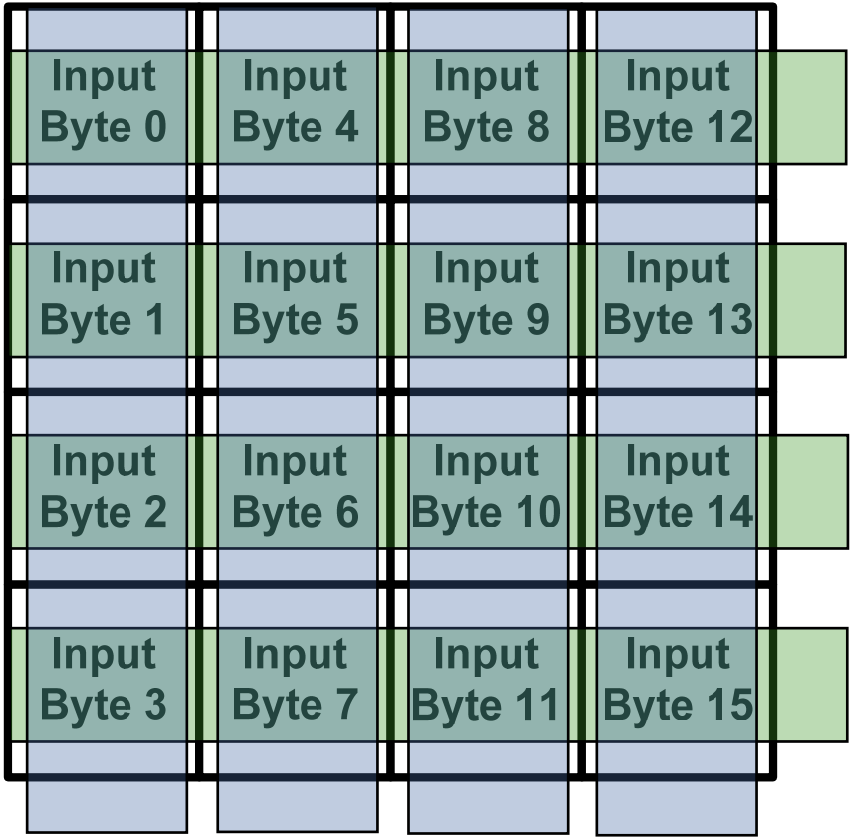 Input
Byte 0
Input
Byte 4
Input
Byte 8
Input
Byte 12
Input
Byte 1
Input
Byte 5
Input
Byte 9
Input
Byte 13
Input
Byte 2
Input
Byte 6
Input
Byte 10
Input
Byte 14
Input
Byte 3
Input
Byte 7
Input
Byte 11
Input
Byte 15